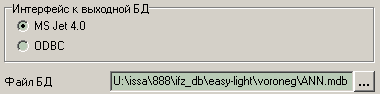 Интерфейс к выходной БД
MS Jet 4.0
ODBC
Файл БД U:\issa\888\ifz_db\easy-light\voroneg\ANN.mdb ...